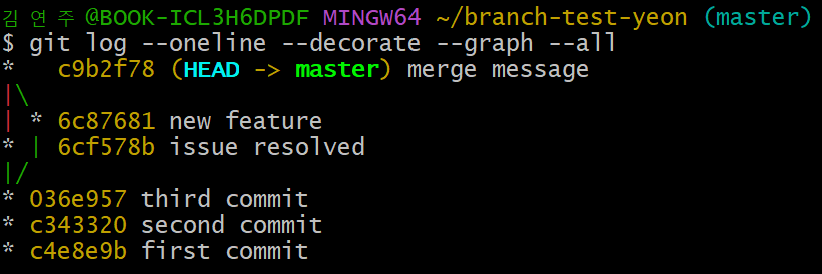 김 연 주 @BOOK-ICL3H6DPDF MINGW64 ~/branch-test-yeon (master)
$ git log --oneline --decorate --graph --all
*   c9b2f78 (HEAD -> master) merge message
|\
| * 6c87681 new feature
* | 6cf578b issue resolved
|/
* 036e957 third commit
* c343320 second commit
* c4e8e9b first commit